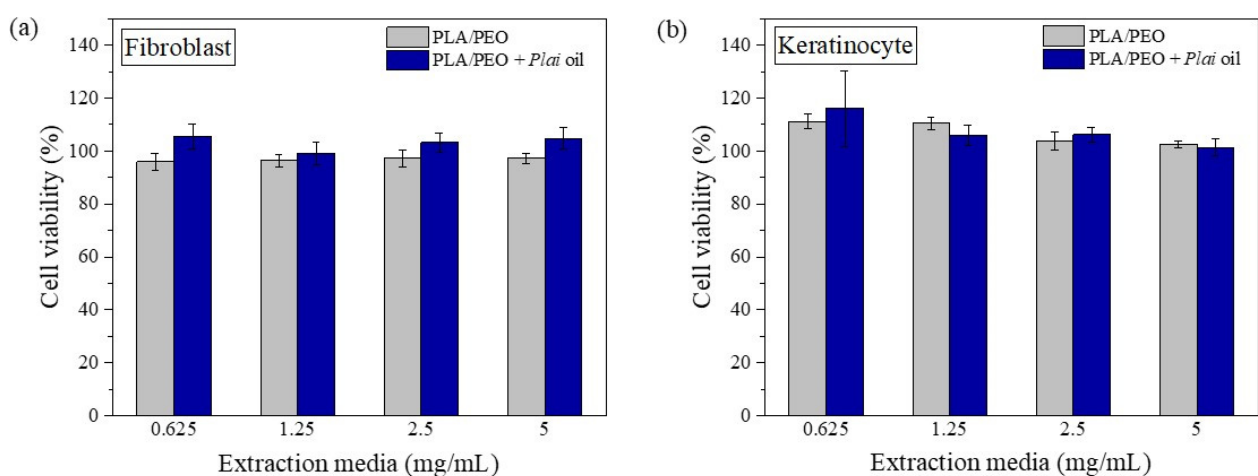 (a)
Fibroblast
PLA/PEO
PLA/PEO + Plai oil
Cell viability (%)
140
120
100
80
60
40
20
0
0.625 1.25 2.5 5
Extraction media (mg/mL)
(b)
Keratinocyte
PLA/PEO
PLA/PEO + Plai oil
Cell viability (%)
140
120
100
80
60
40
20
0
0.625 1.25 2.5 5
Extraction media (mg/mL)